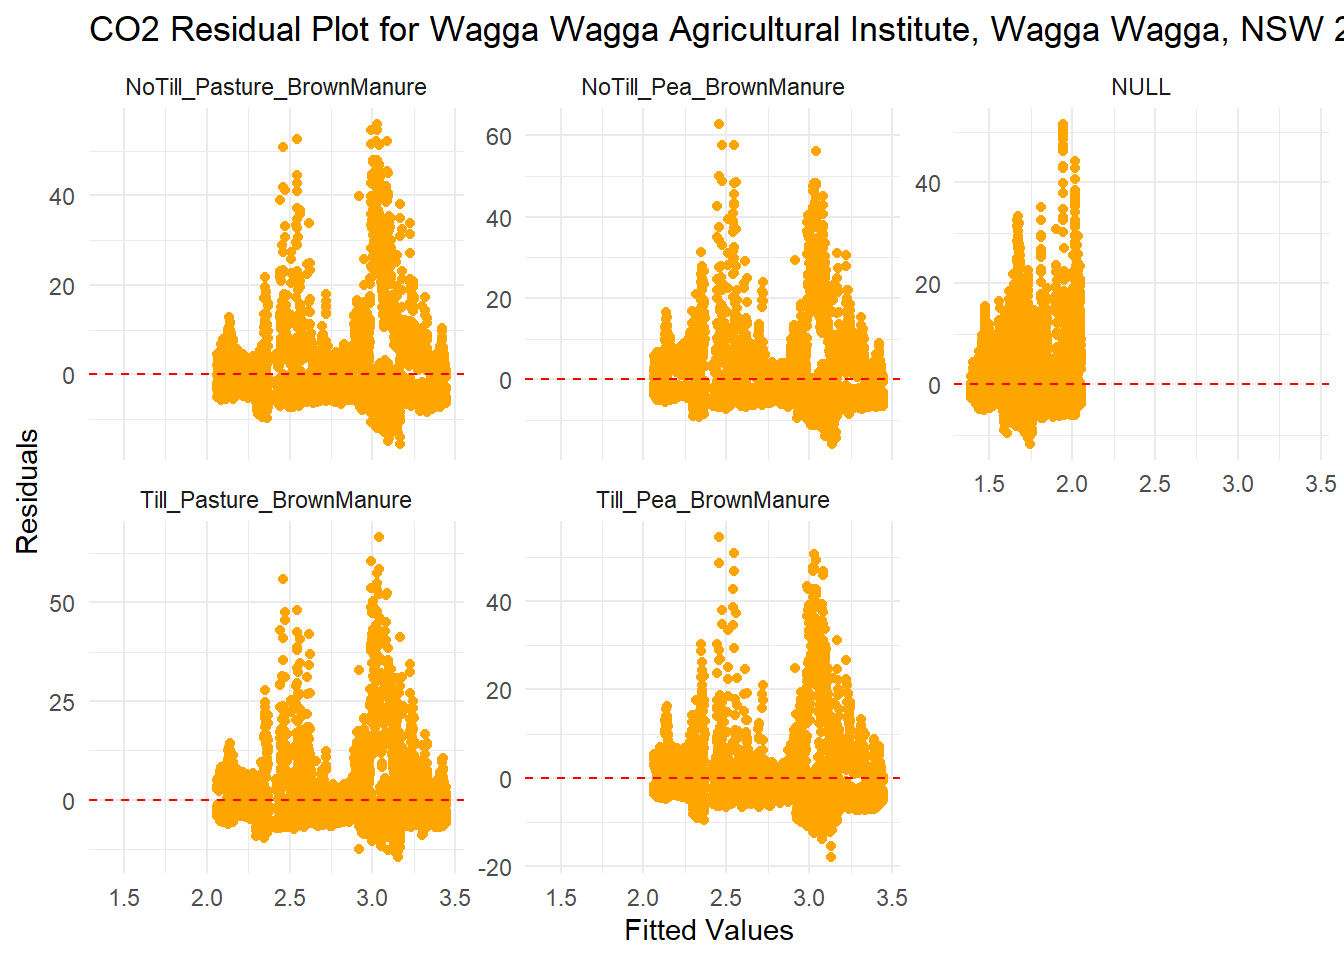 CO2 Residual Plot for Wagga Wagga Agricultural Institute, Wagga Wagga, NSW 2
NoTill_Pasture_BrownManure
NoTill_Pea_BrownManure
NULL
40
20
0
60
40
20
0
40
20
0
1.5 2.0 2.5 3.0 3.5
Till_Pasture_BrownManure
Till_Pea_BrownManure
50
25
0
40
20
0
-20
1.5 2.0 2.5 3.0 3.5
1.5 2.0 2.5 3.0 3.5
Residuals
Fitted Values